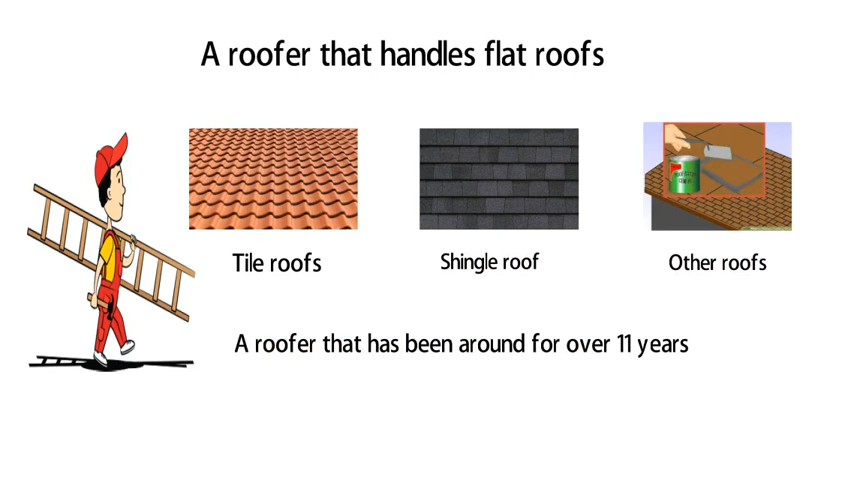 A roofer that handles flat roofs
Tile roofs
Shingle roof
Other roofs
A roofer that has been around for over 11 years